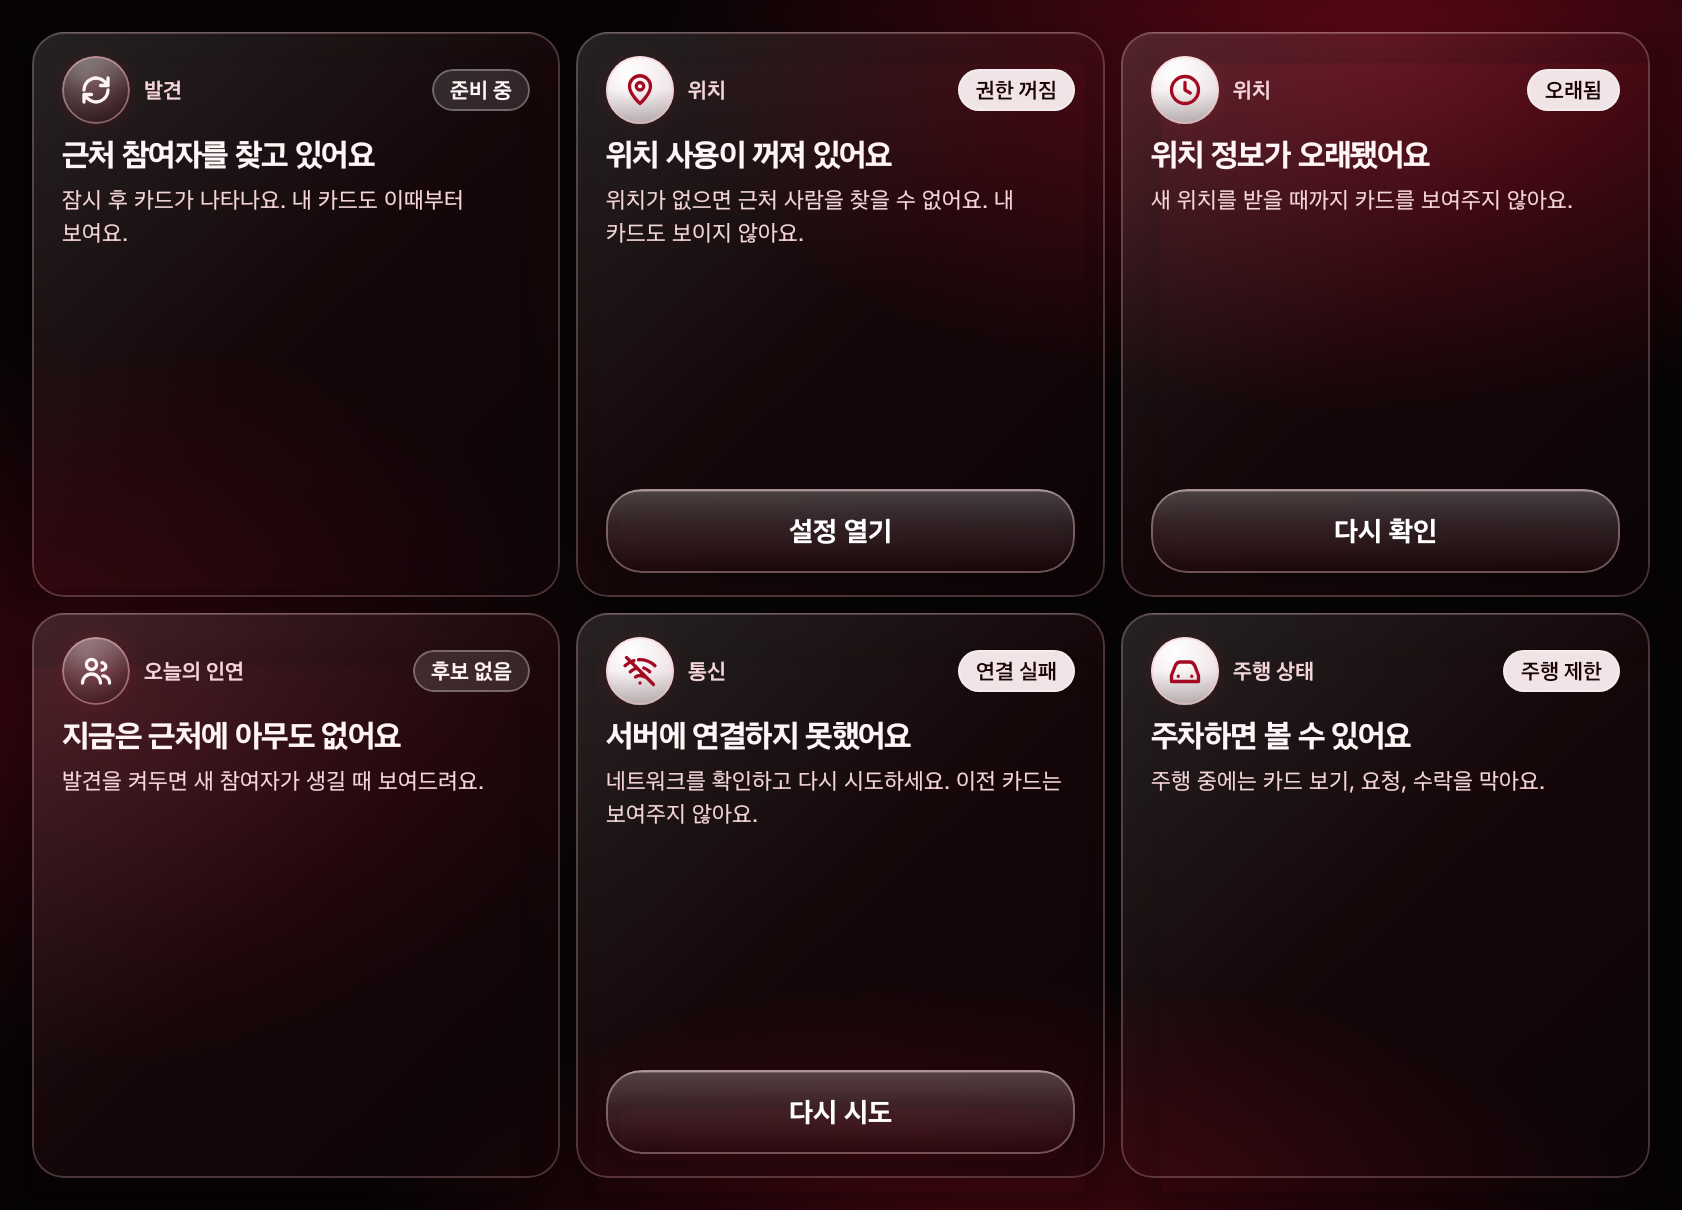 발견
준비 중
근처 참여자를 찾고 있어요
잠시 후 카드가 나타나요. 내 카드도 이때부터
보여요.
위치
권한 꺼짐
위치 사용이 꺼져 있어요
위치가 없으면 근처 사람을 찾을 수 없어요. 내
카드도 보이지 않아요.
설정 열기
위치
오래됨
위치 정보가 오래됐어요
새 위치를 받을 때까지 카드를 보여주지 않아요.
다시 확인
오늘의 인연
후보 없음
지금은 근처에 아무도 없어요
발견을 켜두면 새 참여자가 생길 때 보여드려요.
통신
연결 실패
서버에 연결하지 못했어요
네트워크를 확인하고 다시 시도하세요. 이전 카드는
보여주지 않아요.
다시 시도
주행 상태
주행 제한
주차하면 볼 수 있어요
주행 중에는 카드 보기, 요청, 수락을 막아요.